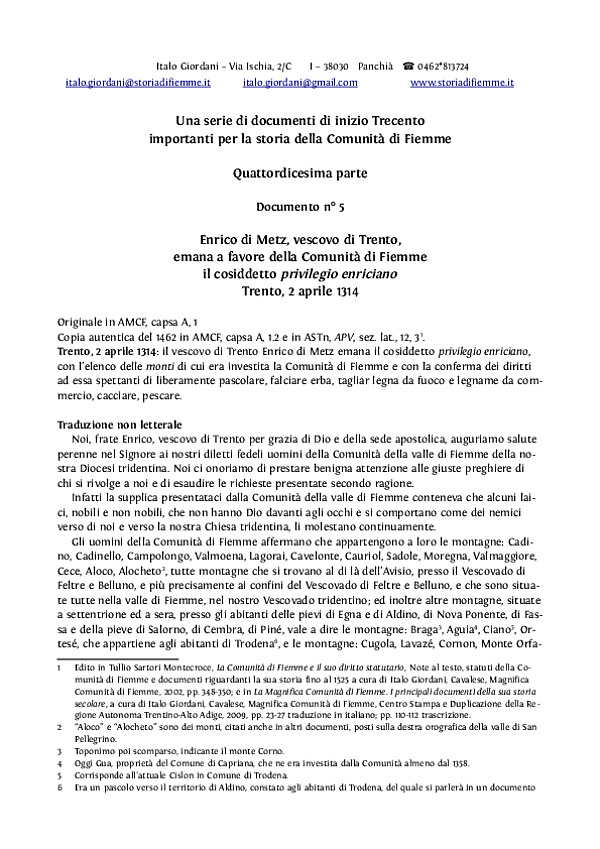 Italo Giordani – Via Ischia, 2/C I – 38030 Panchià ☎ 0462*813724
italo.giordani@storiadifiemme.it italo.giordani@gmail.com www.storiadifiemme.it
Una serie di documenti di inizio Trecento
importanti per la storia della Comunità di Fiemme
Quattordicesima parte
Documento n° 5
Enrico di Metz, vescovo di Trento,
emana a favore della Comunità di Fiemme
il cosiddetto privilegio enriciano
Trento, 2 aprile 1314
Originale in AMCF, capsa A, 1
Copia autentica del 1462 in AMCF, capsa A, 1.2 e in ASTn, APV, sez. lat., 12, 3¹.
Trento, 2 aprile 1314: il vescovo di Trento Enrico di Metz emana il cosiddetto privilegio enriciano,
con l'elenco delle monti di cui era investita la Comunità di Fiemme e con la conferma dei diritti
ad essa spettanti di liberamente pascolare, falciare erba, tagliar legna da fuoco e legname da com-
mercio, cacciare, pescare.
Traduzione non letterale
Noi, frate Enrico, vescovo di Trento per grazia di Dio e della sede apostolica, auguriamo salute
perenne nel Signore ai nostri diletti fedeli uomini della Comunità della valle di Fiemme della no-
stra Diocesi tridentina. Noi ci onoriamo di prestare benigna attenzione alle giuste preghiere di
chi si rivolge a noi e di esaudire le richieste presentate secondo ragione.
Infatti la supplica presentataci dalla Comunità della valle di Fiemme conteneva che alcuni lai-
ci, nobili e non nobili, che non hanno Dio davanti agli occhi e si comportano come dei nemici
verso di noi e verso la nostra Chiesa tridentina, li molestano continuamente.
Gli uomini della Comunità di Fiemme affermano che appartengono a loro le montagne: Cadi-
no, Cadinello, Campolongo, Valmoena, Lagorai, Cavelonte, Cauriol, Sadole, Moregna, Valmaggiore,
Cece, Aloco, Alocheto², tutte montagne che si trovano al di là dell'Avisio, presso il Vescovado di
Feltre e Belluno, e più precisamente ai confini del Vescovado di Feltre e Belluno, e che sono situa-
te tutte nella valle di Fiemme, nel nostro Vescovado tridentino; ed inoltre altre montagne, situate
a settentrione ed a sera, presso gli abitanti delle pievi di Egna e di Aldino, di Nova Ponente, di Fas-
sa e della pieve di Salorno, di Cembra, di Piné, vale a dire le montagne: Braga³, Aguia⁴, Ciano⁵, Or-
tesé, che appartiene agli abitanti di Trodena⁶, e le montagne: Cugola, Lavazé, Cornon, Monte Orfa-
1 Edito in Tullio Sartori Montecroce, La Comunità di Fiemme e il suo diritto statutario, Note al testo, statuti della Co-
munità di Fiemme e documenti riguardanti la sua storia fino al 1525 a cura di Italo Giordani, Cavalese, Magnifica
Comunità di Fiemme, 2002, pp. 348-350; e in La Magnifica Comunità di Fiemme. I principali documenti della sua storia
secolare, a cura di Italo Giordani, Cavalese, Magnifica Comunità di Fiemme, Centro Stampa e Duplicazione della Re-
gione Autonoma Trentino-Alto Adige, 2009, pp. 23-27 traduzione in italiano; pp. 110-112 trascrizione.
2 "Aloco" e "Alocheto" sono dei monti, citati anche in altri documenti, posti sulla destra orografica della valle di San
Pellegrino.
3 Toponimo poi scomparso, indicante il monte Corno.
4 Oggi Gua, proprietà del Comune di Capriana, che ne era investita dalla Comunità almeno dal 1358.
5 Corrisponde all'attuale Cislon in Comune di Trodena.
6 Era un pascolo verso il territorio di Aldino, constato agli abitanti di Trodena, del quale si parlerà in un documento